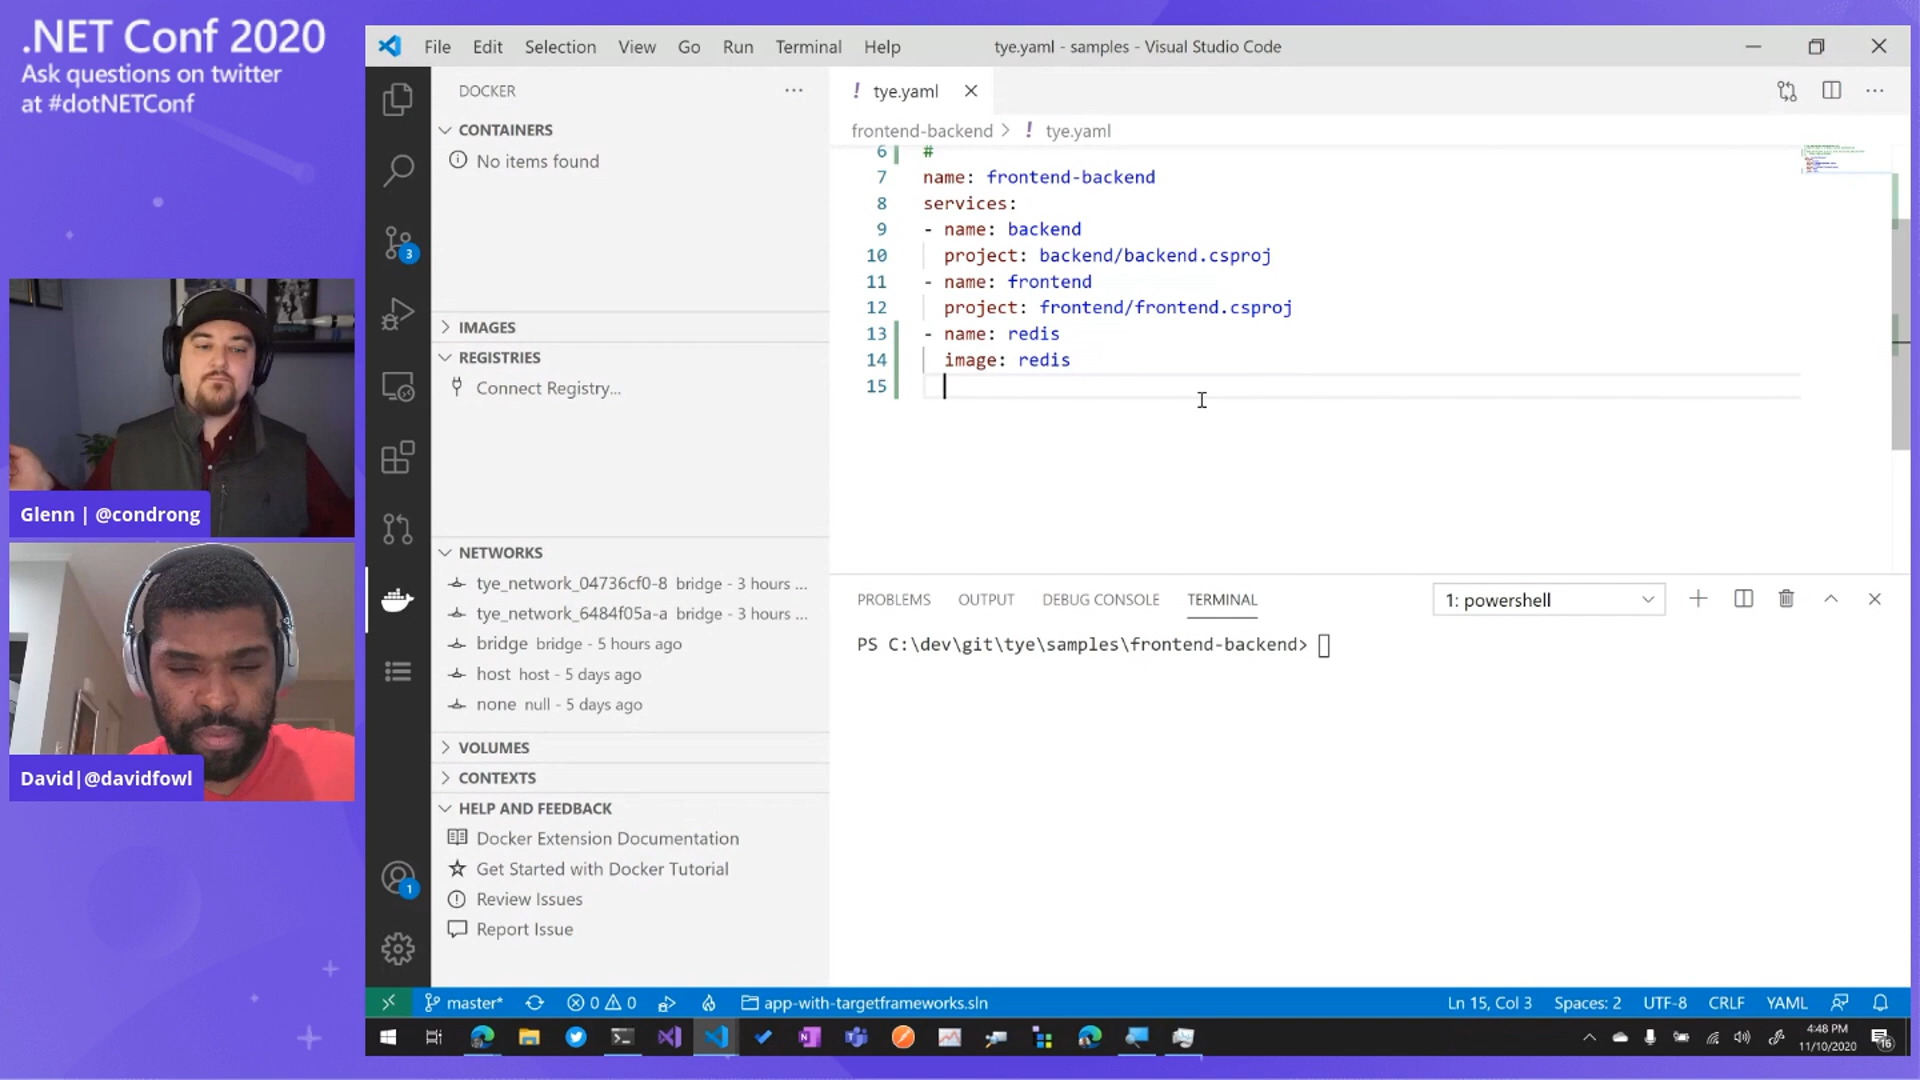 .NET Conf 2020
Ask questions on twitter
at #dotNETConf
Glenn | @condrong
David|@davidfowl
File Edit Selection View Go Run Terminal Help
tye.yaml - samples - Visual Studio Code
DOCKER
CONTAINERS
No items found
IMAGES
REGISTRIES
Connect Registry...
NETWORKS
tye_network_04736cf0-8 bridge - 3 hours ...
tye_network_6484f05a-a bridge - 3 hours ...
bridge bridge - 5 hours ago
host host - 5 days ago
none null - 5 days ago
VOLUMES
CONTEXTS
HELP AND FEEDBACK
Docker Extension Documentation
Get Started with Docker Tutorial
Review Issues
Report Issue
3
1
! tye.yaml
frontend-backend > ! tye.yaml
6 #
7 name: frontend-backend
8 services:
9 - name: backend
10 project: backend/backend.csproj
11 - name: frontend
12 project: frontend/frontend.csproj
13 - name: redis
14 image: redis
15
PROBLEMS OUTPUT DEBUG CONSOLE TERMINAL
1: powershell
PS C:\dev\git\tye\samples\frontend-backend>
master* 0 0 app-with-targetframeworks.sln
Ln 15, Col 3 Spaces: 2 UTF-8 CRLF YAML
4:48 PM
11/10/2020
16